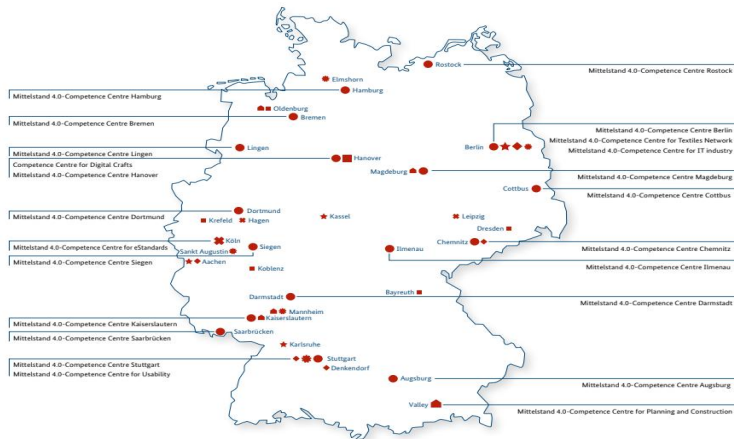 Rostock
Mittelstand 4.0-Competence Centre Rostock
Elmshorn
Hamburg
Mittelstand 4.0-Competence Centre Hamburg
Oldenburg
Bremen
Mittelstand 4.0-Competence Centre Bremen
Mittelstand 4.0-Competence Centre Berlin
Mittelstand 4.0-Competence Centre for Textiles Network
Mittelstand 4.0-Competence Centre for IT industry
Berlin
Lingen
Mittelstand 4.0-Competence Centre Lingen
Hanover
Competence Centre for Digital Crafts
Mittelstand 4.0-Competence Centre Hanover
Magdeburg
Mittelstand 4.0-Competence Centre Magdeburg
Cottbus
Mittelstand 4.0-Competence Centre Cottbus
Dortmund
Mittelstand 4.0-Competence Centre Dortmund
Krefeld
Hagen
Kassel
Leipzig
Dresden
Köln
Mittelstand 4.0-Competence Centre for eStandards
Sankt Augustin
Siegen
Mittelstand 4.0-Competence Centre Siegen
Ilmenau
Chemnitz
Mittelstand 4.0-Competence Centre Chemnitz
Aachen
Koblenz
Mittelstand 4.0-Competence Centre Ilmenau
Darmstadt
Bayreuth
Mittelstand 4.0-Competence Centre Darmstadt
Mannheim
Kaiserslautern
Mittelstand 4.0-Competence Centre Kaiserslautern
Saarbrücken
Mittelstand 4.0-Competence Centre Saarbrücken
Karlsruhe
Stuttgart
Mittelstand 4.0-Competence Centre Stuttgart
Mittelstand 4.0-Competence Centre for Usability
Denkendorf
Augsburg
Mittelstand 4.0-Competence Centre Augsburg
Valley
Mittelstand 4.0-Competence Centre for Planning and Construction